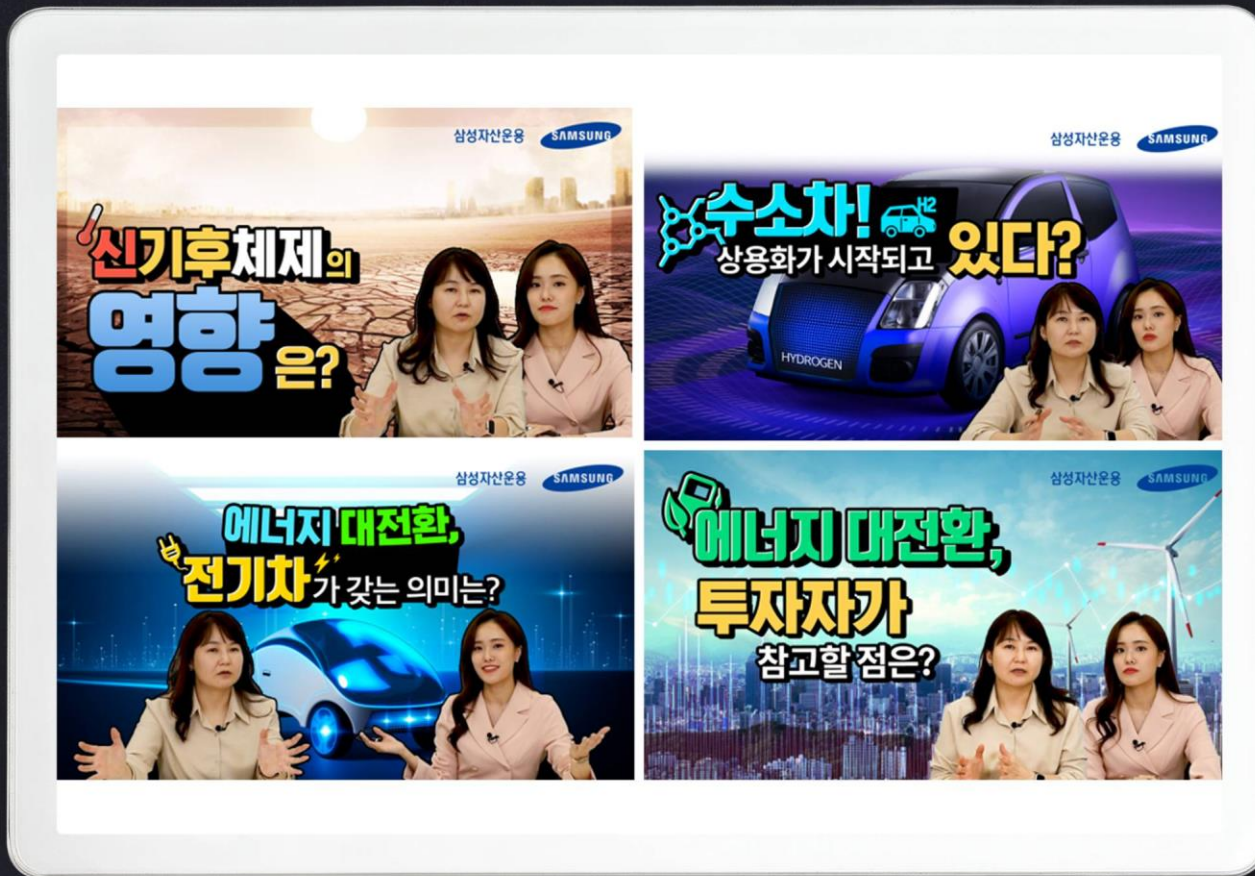 삼성자산운용 SAMSUNG
신기후체제의
영향은?
삼성자산운용 SAMSUNG
수소차! H2
상용화가 시작되고 있다?
HYDROGEN
삼성자산운용 SAMSUNG
에너지 대전환,
전기차가 갖는 의미는?
삼성자산운용 SAMSUNG
에너지 대전환,
투자자가
참고할 점은?